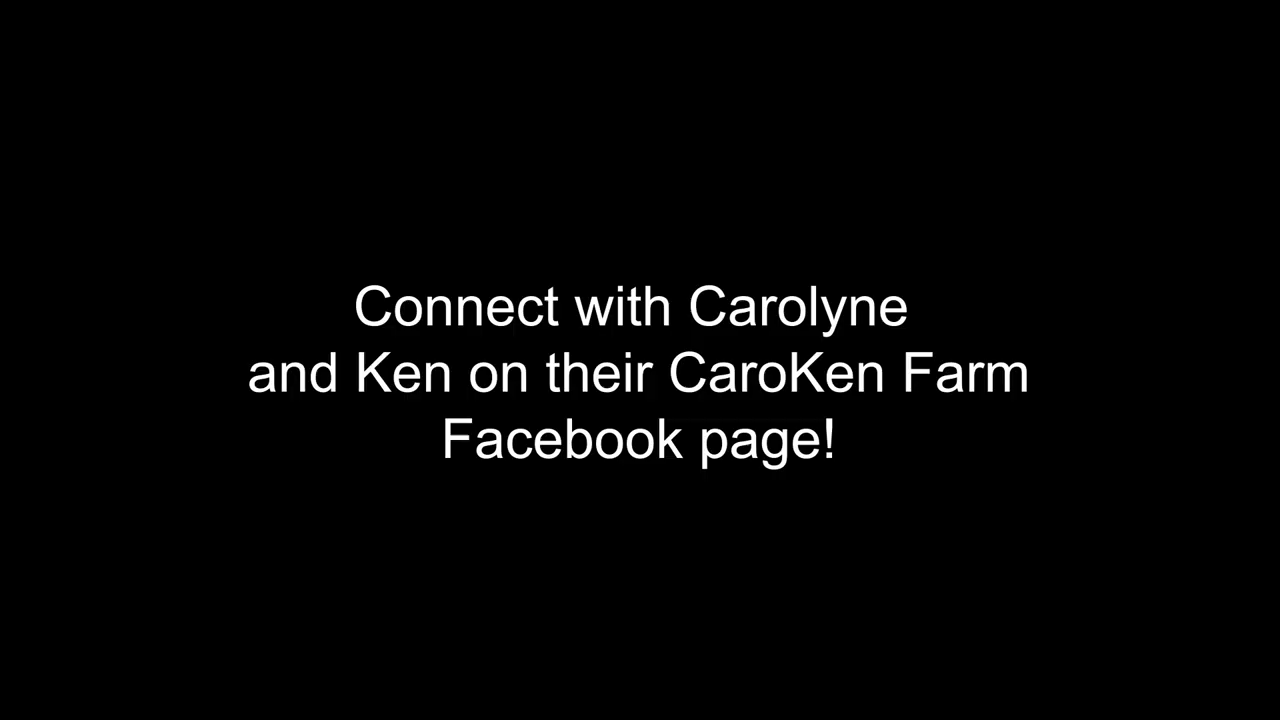 Connect with Carolyne
and Ken on their CaroKen Farm
Facebook page!